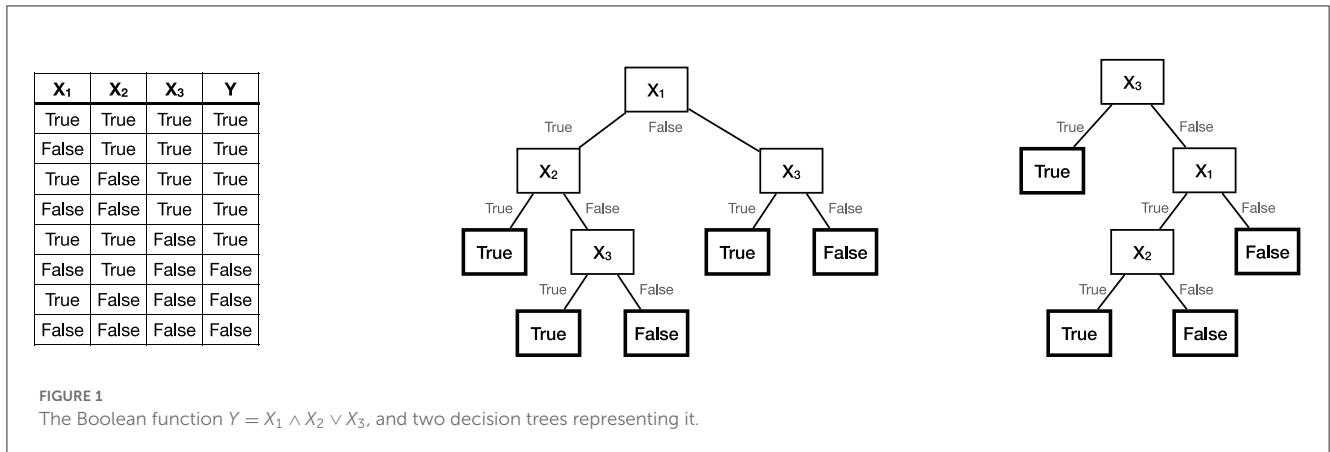 X₁ X₂ X₃ Y
True True True True
False True True True
True False True True
False False True True
True True False True
False True False False
True False False False
False False False False
X₁
True False
X₂ X₃
True False True False
True X₃ True False
True False
True False
X₃
True False
True X₁
True False
X₂ False
True False
True False
FIGURE 1
The Boolean function Y = X₁ ∧ X₂ ∨ X₃, and two decision trees representing it.